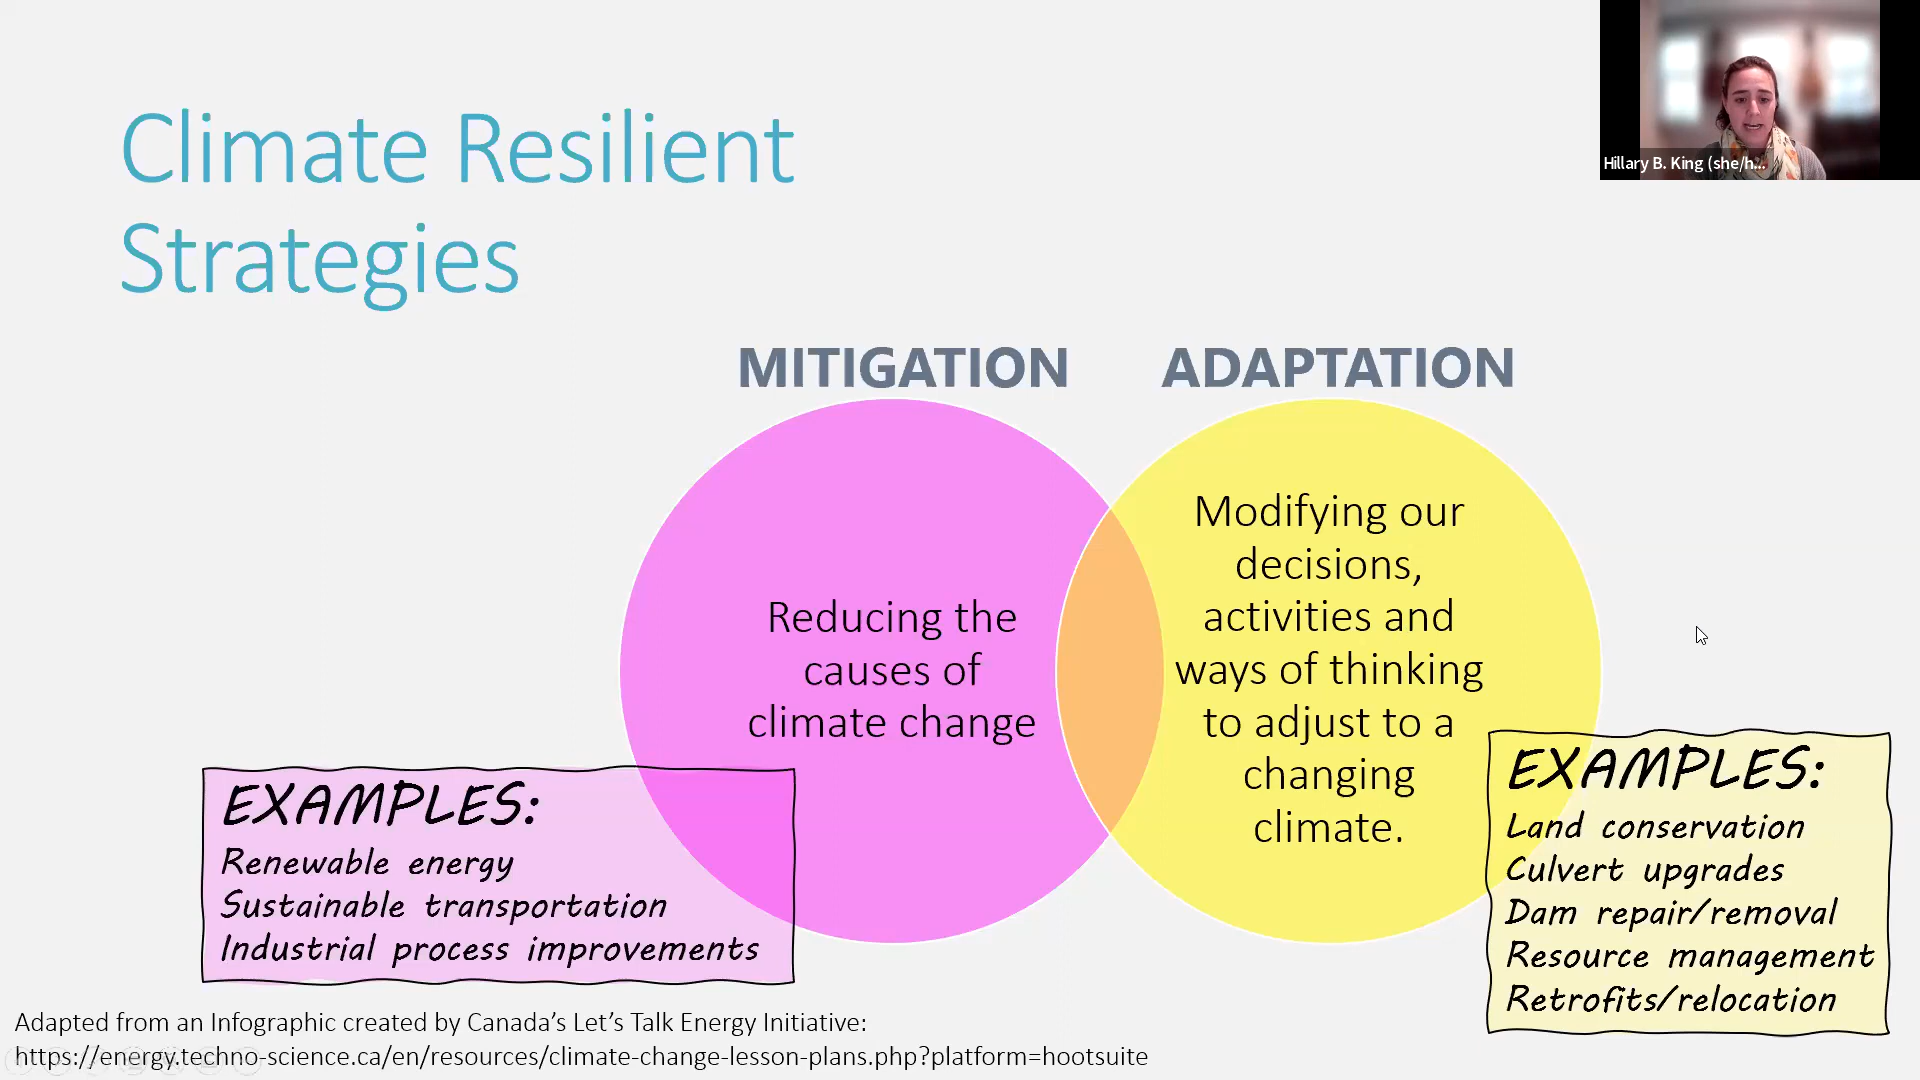 Climate Resilient
Strategies
Hillary B. King (she/h...
MITIGATION
ADAPTATION
Reducing the
causes of
climate change
Modifying our
decisions,
activities and
ways of thinking
to adjust to a
changing
climate.
EXAMPLES:
Renewable energy
Sustainable transportation
Industrial process improvements
EXAMPLES:
Land conservation
Culvert upgrades
Dam repair/removal
Resource management
Retrofits/relocation
Adapted from an Infographic created by Canada's Let's Talk Energy Initiative:
https://energy.techno-science.ca/en/resources/climate-change-lesson-plans.php?platform=hootsuite